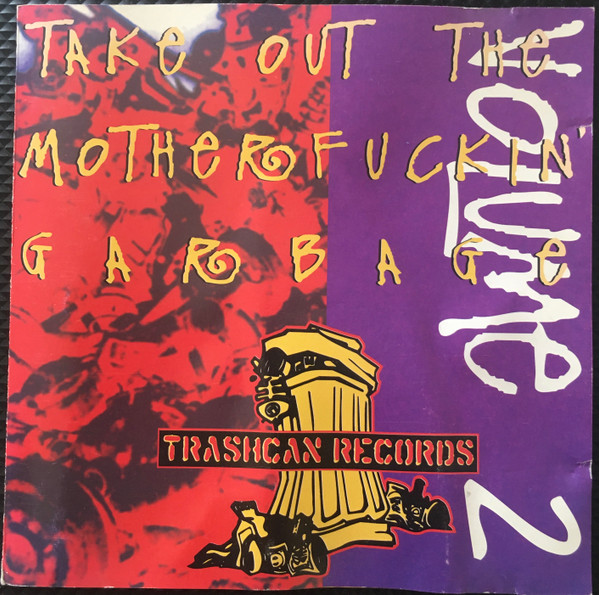 TAKE OUT THE
MOTHERFUCKIN'
GARBAGE
VOLUME 2
TRASHCAN RECORDS